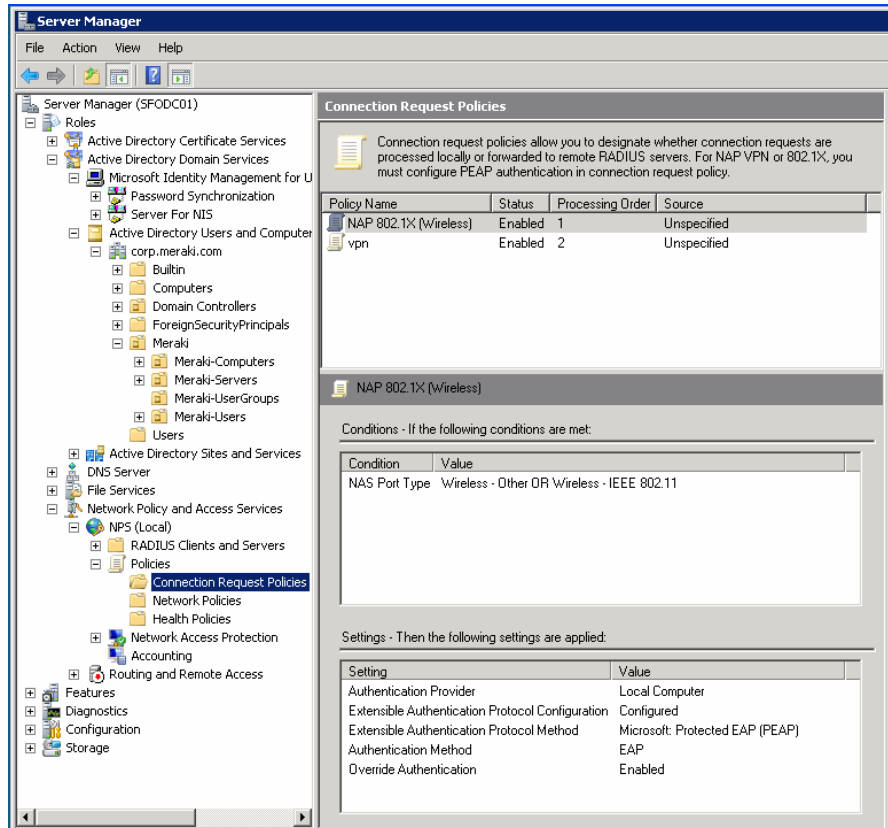 Server Manager
File Action View Help
Server Manager (SFODC01)
Roles
Active Directory Certificate Services
Active Directory Domain Services
Microsoft Identity Management for U
Password Synchronization
Server For NIS
Active Directory Users and Computer
corp.meraki.com
Builtin
Computers
Domain Controllers
ForeignSecurityPrincipals
Meraki
Meraki-Computers
Meraki-Servers
Meraki-UserGroups
Meraki-Users
Users
Active Directory Sites and Services
DNS Server
File Services
Network Policy and Access Services
NPS (Local)
RADIUS Clients and Servers
Policies
Connection Request Policies
Network Policies
Health Policies
Network Access Protection
Accounting
Routing and Remote Access
Features
Diagnostics
Configuration
Storage
Connection Request Policies
Connection request policies allow you to designate whether connection requests are
processed locally or forwarded to remote RADIUS servers. For NAP VPN or 802.1X, you
must configure PEAP authentication in connection request policy.
Policy Name Status Processing Order Source
NAP 802.1X (Wireless) Enabled 1 Unspecified
vpn Enabled 2 Unspecified
NAP 802.1X (Wireless)
Conditions - If the following conditions are met:
Condition Value
NAS Port Type Wireless - Other OR Wireless - IEEE 802.11
Settings - Then the following settings are applied:
Setting Value
Authentication Provider Local Computer
Extensible Authentication Protocol Configuration Configured
Extensible Authentication Protocol Method Microsoft: Protected EAP (PEAP)
Authentication Method EAP
Override Authentication Enabled